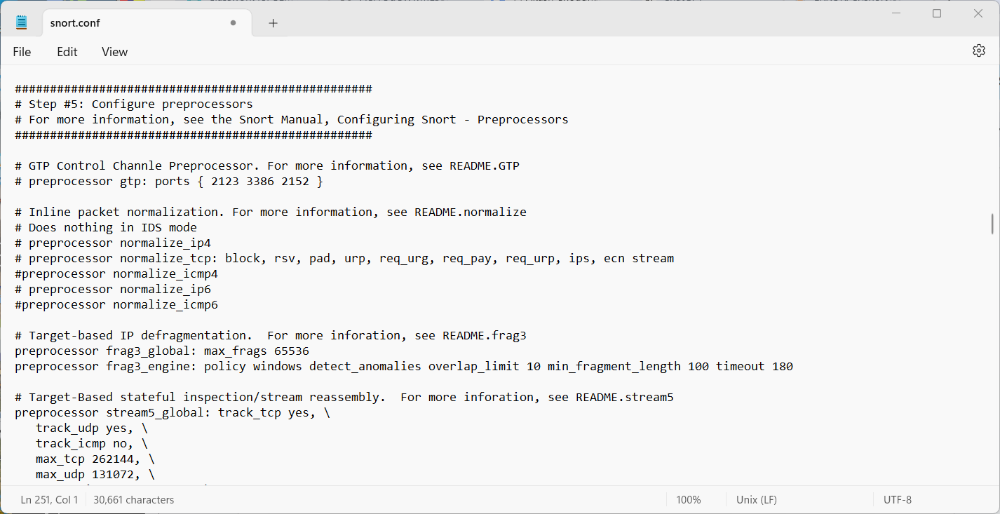 snort.conf
File Edit View
###################################################
# Step #5: Configure preprocessors
# For more information, see the Snort Manual, Configuring Snort - Preprocessors
###################################################
# GTP Control Channle Preprocessor. For more information, see README.GTP
# preprocessor gtp: ports { 2123 3386 2152 }
# Inline packet normalization. For more information, see README.normalize
# Does nothing in IDS mode
# preprocessor normalize_ip4
# preprocessor normalize_tcp: block, rsv, pad, urp, req_urg, req_pay, req_urp, ips, ecn stream
#preprocessor normalize_icmp4
# preprocessor normalize_ip6
#preprocessor normalize_icmp6
# Target-based IP defragmentation.  For more inforation, see README.frag3
preprocessor frag3_global: max_frags 65536
preprocessor frag3_engine: policy windows detect_anomalies overlap_limit 10 min_fragment_length 100 timeout 180
# Target-Based stateful inspection/stream reassembly.  For more inforation, see README.stream5
preprocessor stream5_global: track_tcp yes, \
   track_udp yes, \
   track_icmp no, \
   max_tcp 262144, \
   max_udp 131072, \
Ln 251, Col 1 30,661 characters 100% Unix (LF) UTF-8